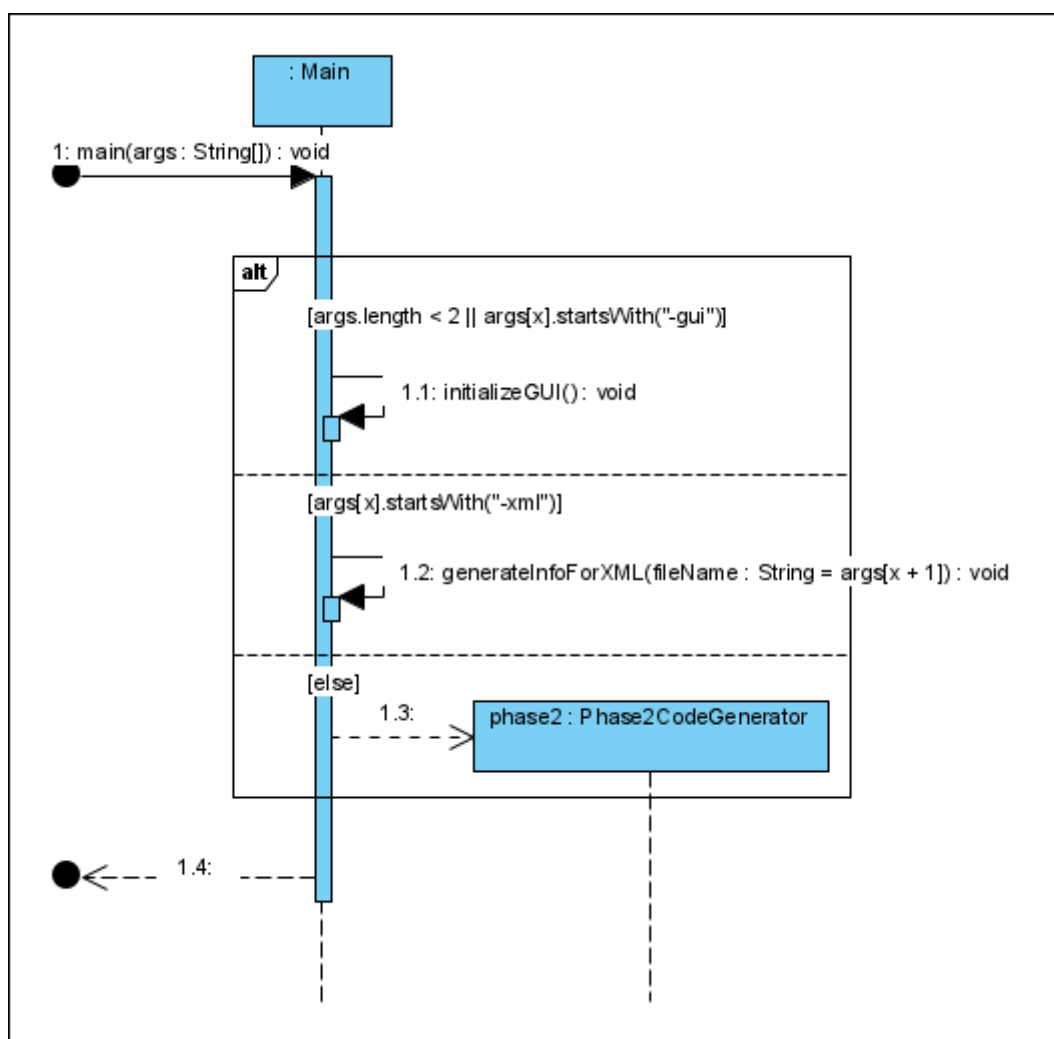 : Main
1: main(args : String[]) : void
alt
[args.length < 2 || args[x].startsWith("-gui")]
1.1: initializeGUI() : void
[args[x].startsWith("-xml")]
1.2: generateInfoForXML(fileName : String = args[x + 1]) : void
[else]
1.3:
phase2 : Phase2CodeGenerator
1.4: